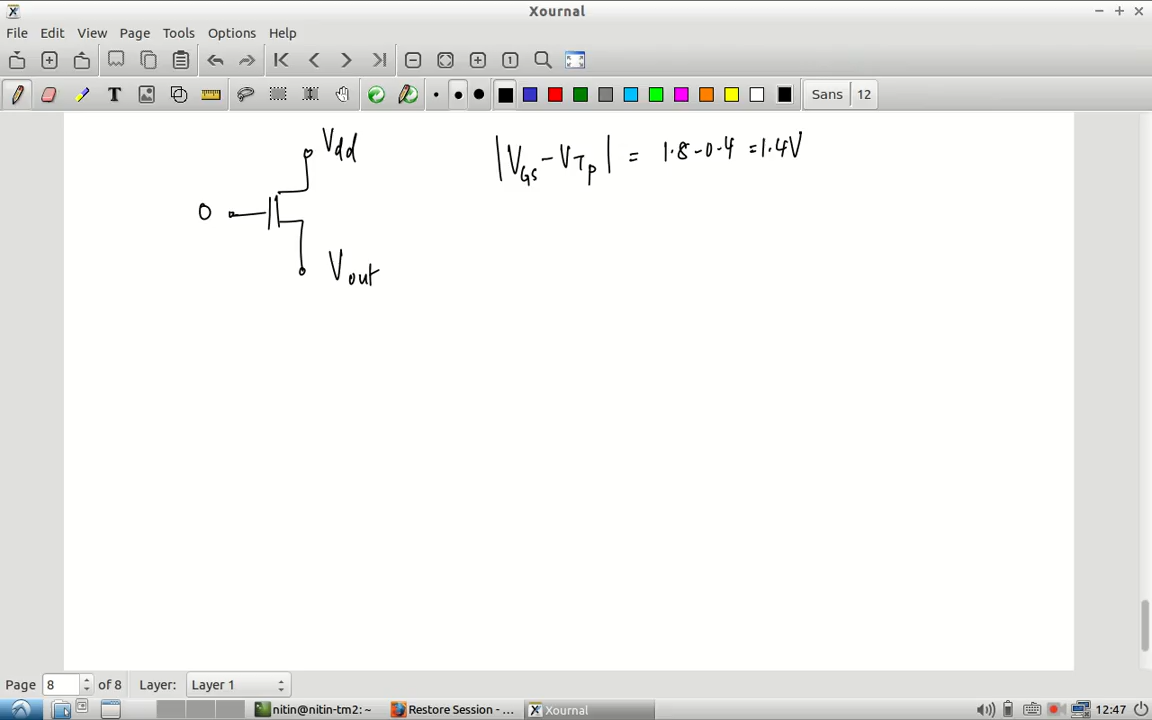 Xournal
File Edit View Page Tools Options Help
Sans 12
Vdd
|VGS - VTp| = 1.8-0.4 = 1.4V
0
Vout
Page 8 of 8 Layer: Layer 1
nitin@nitin-tm2: ~ Restore Session - ... Xournal 12:47